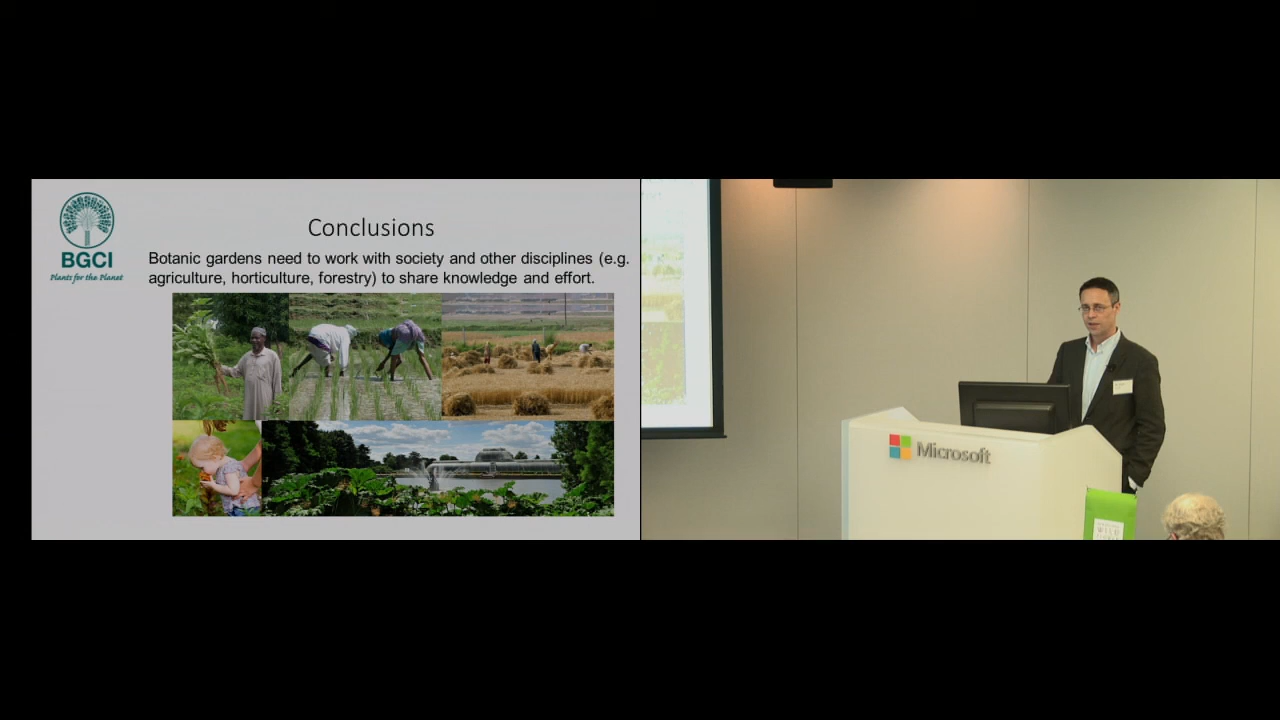 BGCI
Plants for the Planet
Conclusions
Botanic gardens need to work with society and other disciplines (e.g.
agriculture, horticulture, forestry) to share knowledge and effort.
Microsoft
WILD